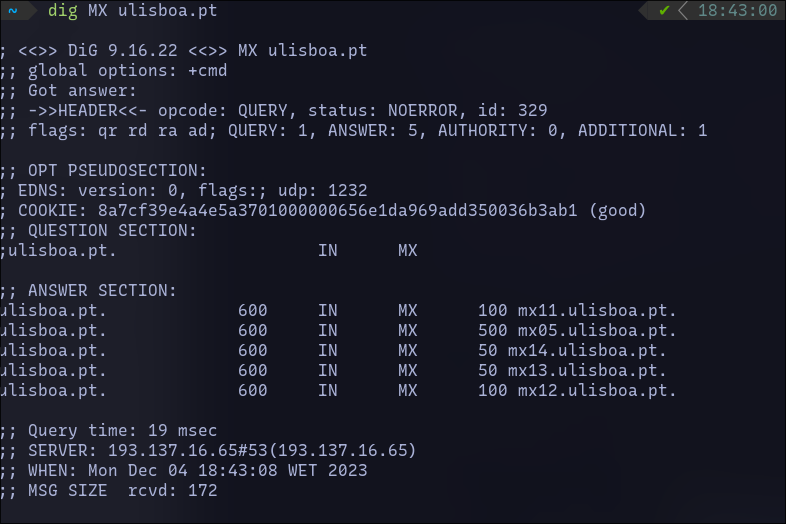 ~ dig MX ulisboa.pt ✔ 18:43:00
; <<>> DiG 9.16.22 <<>> MX ulisboa.pt
;; global options: +cmd
;; Got answer:
;; ->>HEADER<<- opcode: QUERY, status: NOERROR, id: 329
;; flags: qr rd ra ad; QUERY: 1, ANSWER: 5, AUTHORITY: 0, ADDITIONAL: 1
;; OPT PSEUDOSECTION:
; EDNS: version: 0, flags:; udp: 1232
; COOKIE: 8a7cf39e4a4e5a3701000000656e1da969add350036b3ab1 (good)
;; QUESTION SECTION:
;ulisboa.pt. IN MX
;; ANSWER SECTION:
ulisboa.pt. 600 IN MX 100 mx11.ulisboa.pt.
ulisboa.pt. 600 IN MX 500 mx05.ulisboa.pt.
ulisboa.pt. 600 IN MX 50 mx14.ulisboa.pt.
ulisboa.pt. 600 IN MX 50 mx13.ulisboa.pt.
ulisboa.pt. 600 IN MX 100 mx12.ulisboa.pt.
;; Query time: 19 msec
;; SERVER: 193.137.16.65#53(193.137.16.65)
;; WHEN: Mon Dec 04 18:43:08 WET 2023
;; MSG SIZE rcvd: 172